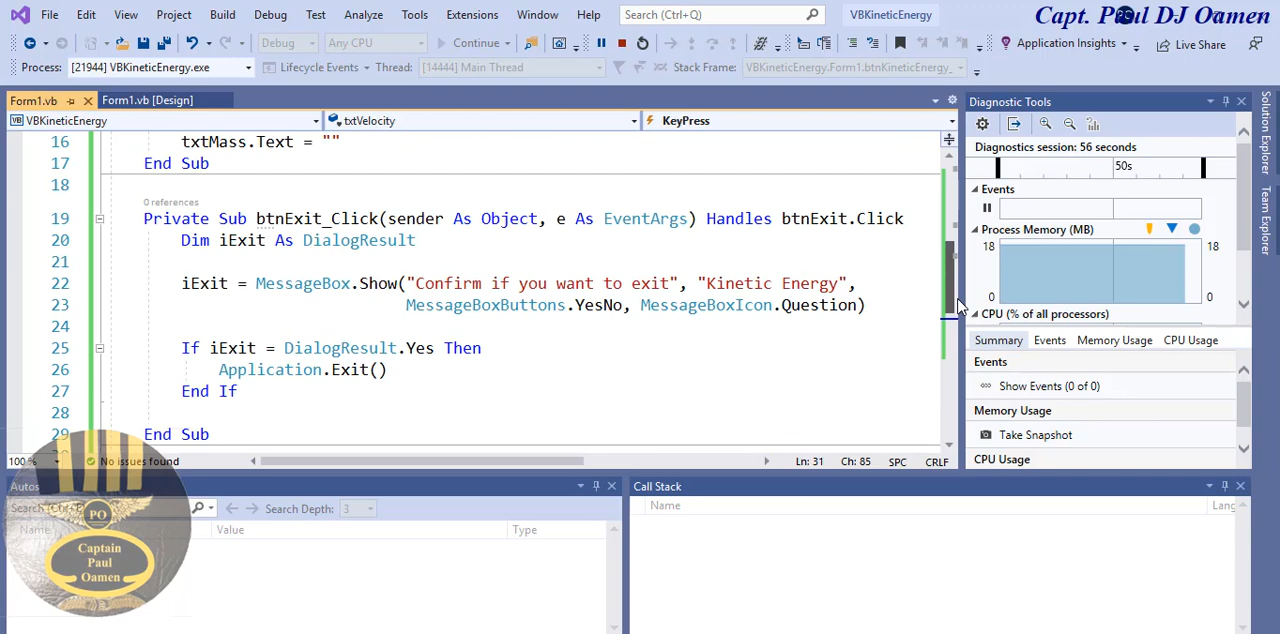 File Edit View Project Build Debug Test Analyze Tools Extensions Window Help Search (Ctrl+Q) VBKineticEnergy Capt. Paul DJ Oamen
Debug Any CPU Continue Application Insights Live Share
Process: [21944] VBKineticEnergy.exe Lifecycle Events Thread: [14444] Main Thread Stack Frame: VBKineticEnergy.Form1.btnKineticEnergy_
Form1.vb Form1.vb [Design] Diagnostic Tools
VBKineticEnergy txtVelocity KeyPress
16 txtMass.Text = ""
17 End Sub
18
0 references
19 Private Sub btnExit_Click(sender As Object, e As EventArgs) Handles btnExit.Click
20 Dim iExit As DialogResult
21
22 iExit = MessageBox.Show("Confirm if you want to exit", "Kinetic Energy",
23 MessageBoxButtons.YesNo, MessageBoxIcon.Question)
24
25 If iExit = DialogResult.Yes Then
26 Application.Exit()
27 End If
28
29 End Sub
100 % No issues found Ln: 31 Ch: 85 SPC CRLF
Diagnostics session: 56 seconds
50s
Events
Process Memory (MB)
18 18
0 0
CPU (% of all processors)
Summary Events Memory Usage CPU Usage
Events
Show Events (0 of 0)
Memory Usage
Take Snapshot
CPU Usage
Solution Explorer
Team Explorer
Autos
Search Depth: 3
Name Value Type
Call Stack
Name Lang
PO
Captain
Paul
Oamen